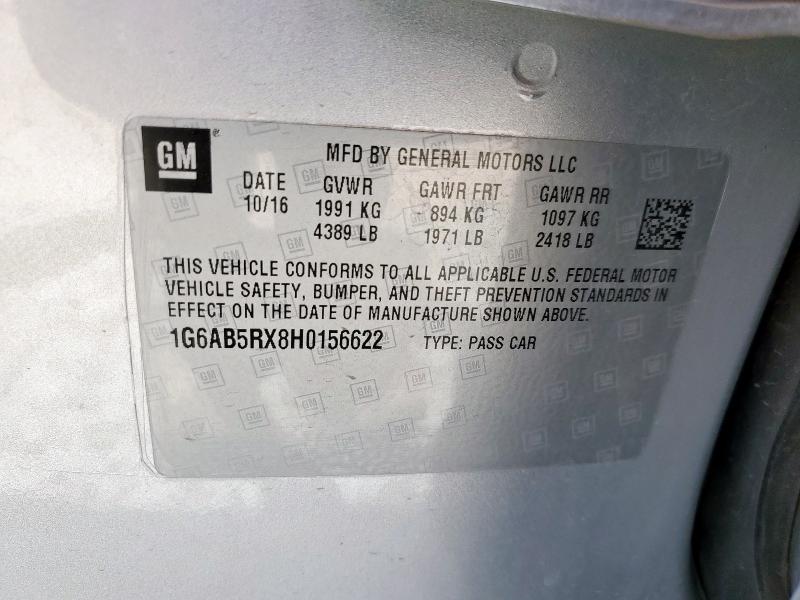 GM ®
MFD BY GENERAL MOTORS LLC
DATE GVWR GAWR FRT GAWR RR
10/16 1991 KG 894 KG 1097 KG
4389 LB 1971 LB 2418 LB
THIS VEHICLE CONFORMS TO ALL APPLICABLE U.S. FEDERAL MOTOR
VEHICLE SAFETY, BUMPER, AND THEFT PREVENTION STANDARDS IN
EFFECT ON THE DATE OF MANUFACTURE SHOWN ABOVE.
1G6AB5RX8H0156622 TYPE: PASS CAR